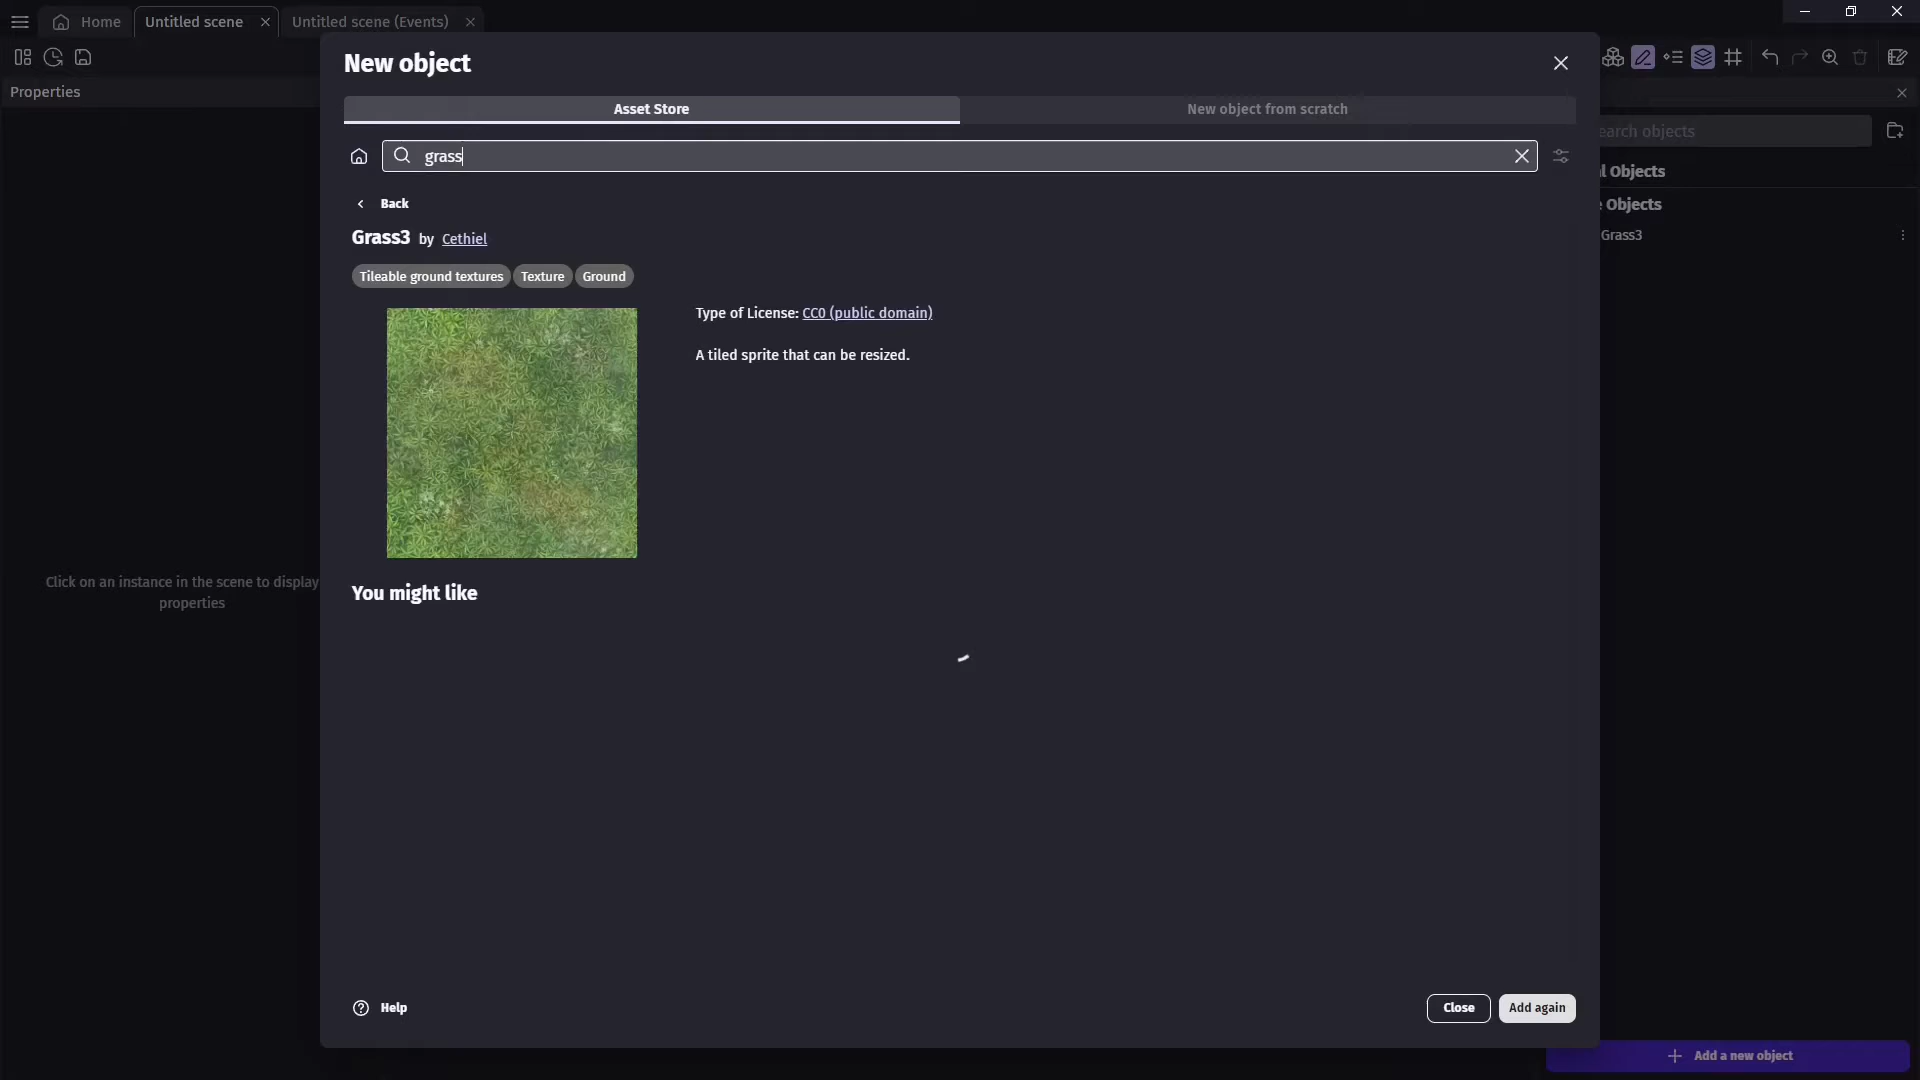 Home
Untitled scene
Untitled scene (Events)
Properties
New object
Asset Store
New object from scratch
grass
earch objects
Back
l Objects
Grass3 by Cethiel
e Objects
Grass3
Tileable ground textures
Texture
Ground
Type of License: CC0 (public domain)
A tiled sprite that can be resized.
Click on an instance in the scene to display
properties
You might like
Help
Close
Add again
Add a new object